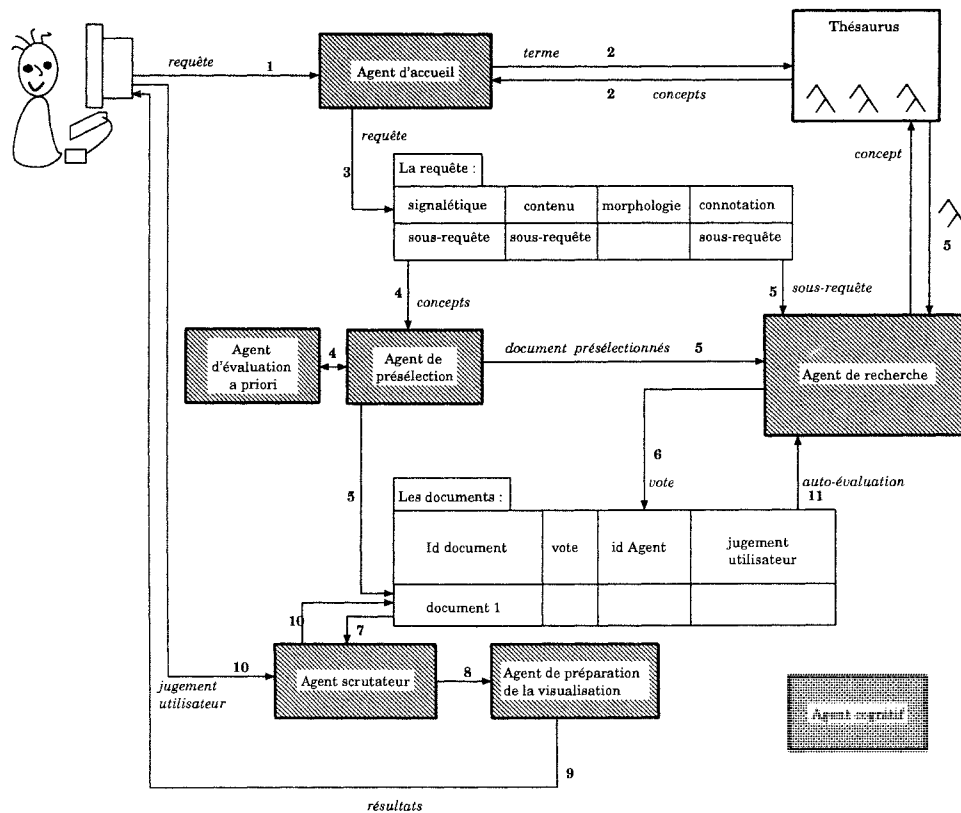 Thésaurus
requête
1
terme
2
Agent d'accueil
2
concepts
requête
3
concept
La requête :
signalétique
contenu
morphologie
connotation
sous-requête
sous-requête
sous-requête
5
4
concepts
5
sous-requête
Agent
d'évaluation
a priori
4
Agent de
présélection
document présélectionnés
5
Agent de recherche
6
vote
auto-évaluation
11
5
Les documents :
Id document
vote
id Agent
jugement
utilisateur
document 1
10
7
10
jugement
utilisateur
Agent scrutateur
8
Agent de préparation
de la visualisation
Agent cognitif
9
résultats